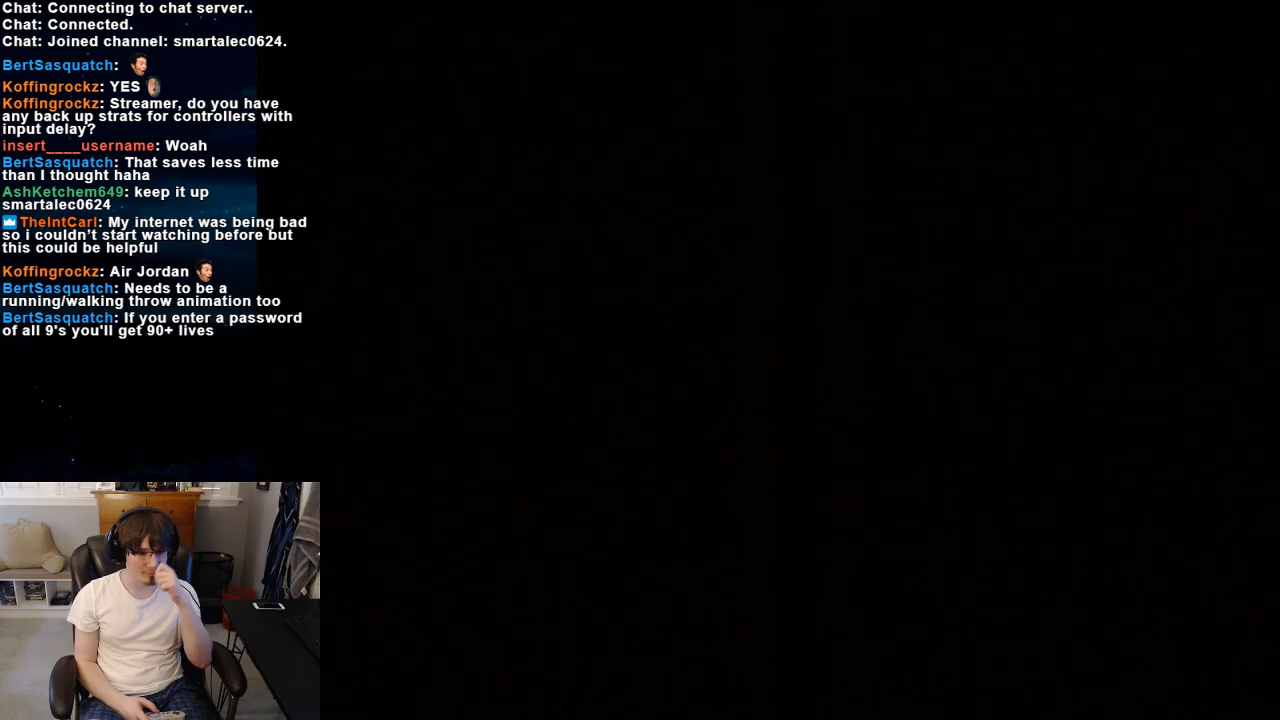 Chat: Connecting to chat server..
Chat: Connected.
Chat: Joined channel: smartalec0624.
BertSasquatch:
Koffingrockz: YES
Koffingrockz: Streamer, do you have
any back up strats for controllers with
input delay?
insert____username: Woah
BertSasquatch: That saves less time
than I thought haha
AshKetchem649: keep it up
smartalec0624
TheIntCarl: My internet was being bad
so i couldn't start watching before but
this could be helpful
Koffingrockz: Air Jordan
BertSasquatch: Needs to be a
running/walking throw animation too
BertSasquatch: If you enter a password
of all 9's you'll get 90+ lives